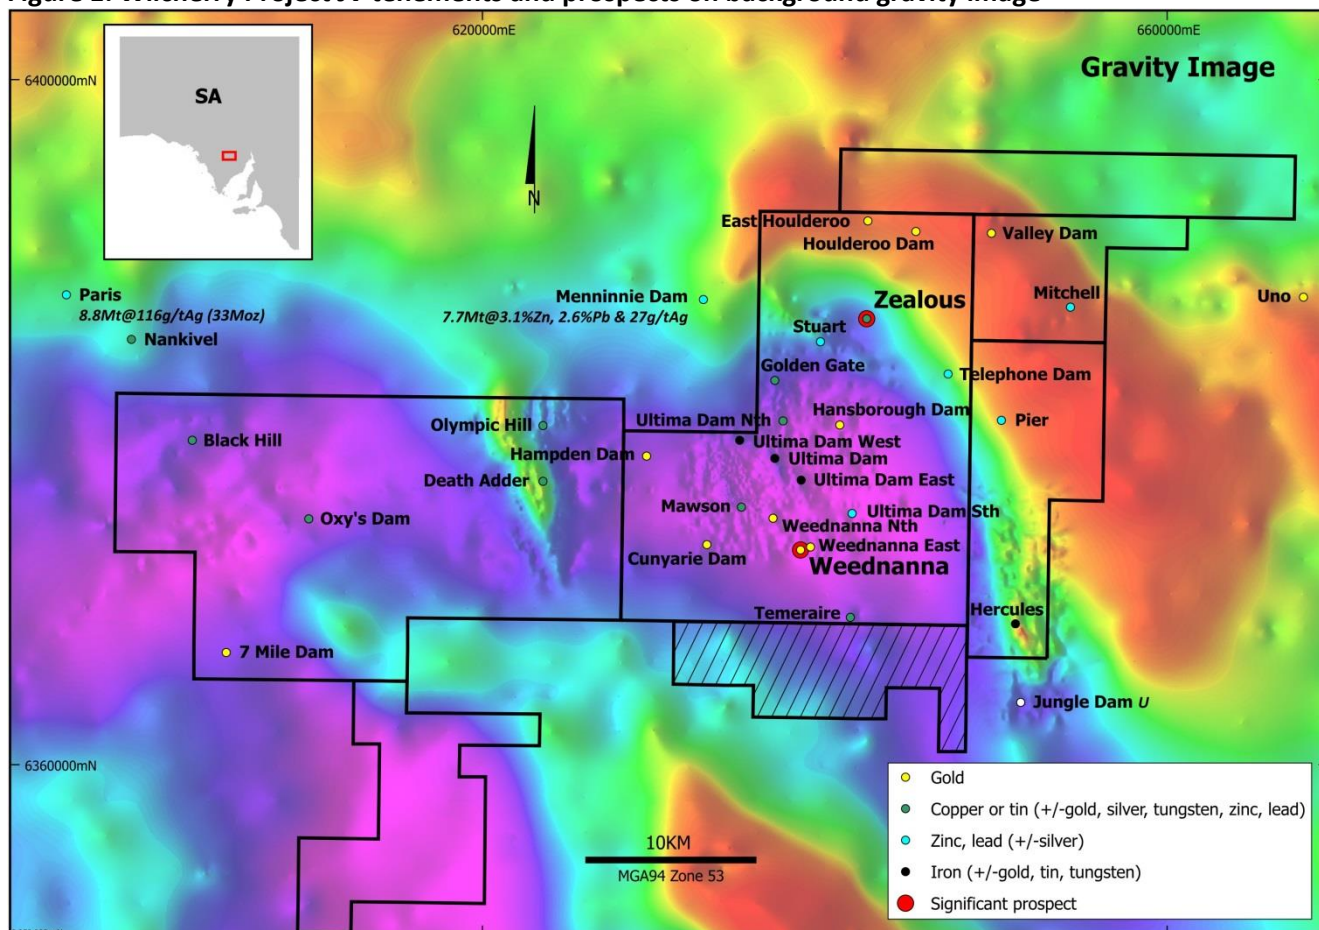 Figure 2: Wilcherry Project JV tenements and prospects on background gravity image
620000mE
660000mE
6400000mN
Gravity Image
SA
N
East Houlderoo
Houlderoo Dam
Valley Dam
Paris
8.8Mt@116g/tAg (33Moz)
Nankivel
Menninnie Dam
7.7Mt@3.1%Zn, 2.6%Pb & 27g/tAg
Zealous
Mitchell
Uno
Stuart
Golden Gate
Telephone Dam
Ultima Dam Nth
Hansborough Dam
Pier
Black Hill
Olympic Hill
Ultima Dam West
Hampden Dam
Ultima Dam
Death Adder
Ultima Dam East
Oxy's Dam
Mawson
Ultima Dam Sth
Weednanna Nth
Cunyarie Dam
Weednanna East
Weednanna
Temeraire
Hercules
7 Mile Dam
Jungle Dam U
6360000mN
10KM
MGA94 Zone 53
Gold
Copper or tin (+/-gold, silver, tungsten, zinc, lead)
Zinc, lead (+/-silver)
Iron (+/-gold, tin, tungsten)
Significant prospect